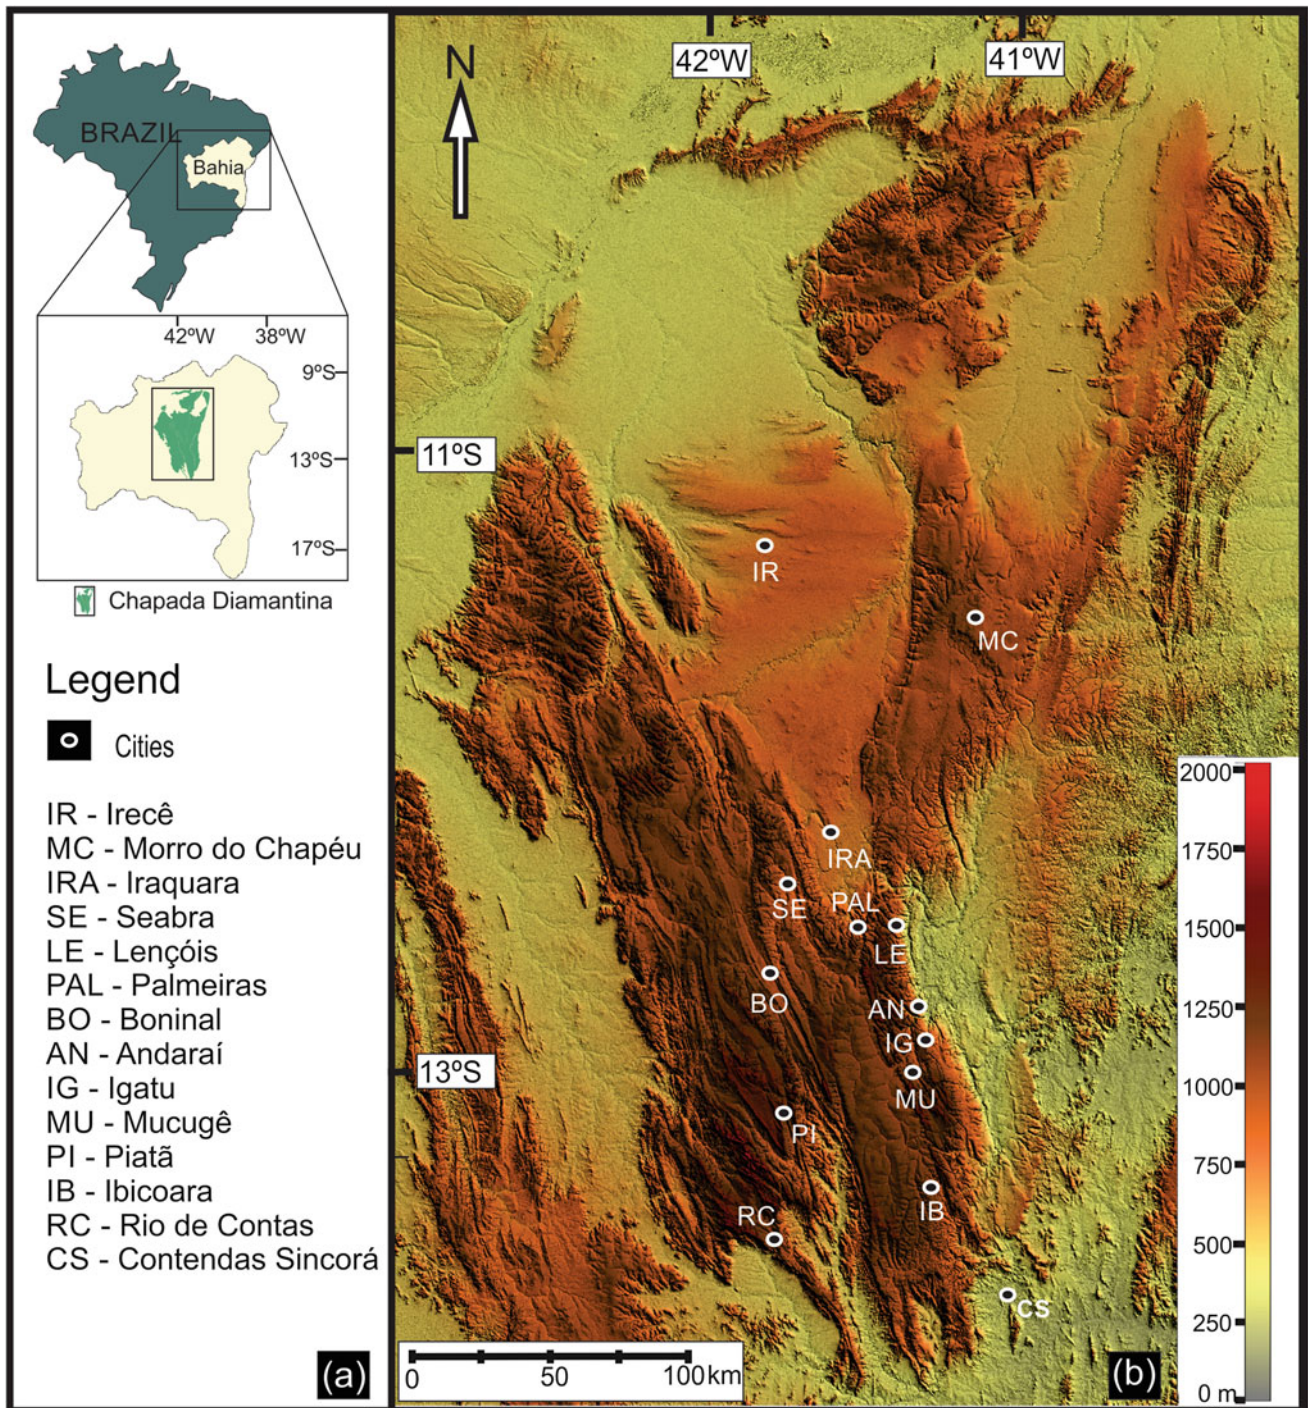 BRAZIL
Bahia
42ºW 38ºW
9ºS
13ºS
17ºS
Chapada Diamantina
Legend
Cities
IR - Irecê
MC - Morro do Chapéu
IRA - Iraquara
SE - Seabra
LE - Lençóis
PAL - Palmeiras
BO - Boninal
AN - Andaraí
IG - Igatu
MU - Mucugê
PI - Piatã
IB - Ibicoara
RC - Rio de Contas
CS - Contendas Sincorá
(a)
42ºW 41ºW
N
11ºS
IR
MC
IRA
SE
PAL
LE
BO
AN
IG
13ºS
MU
PI
IB
RC
CS
2000
1750
1500
1250
1000
750
500
250
0 m
0 50 100 km
(b)